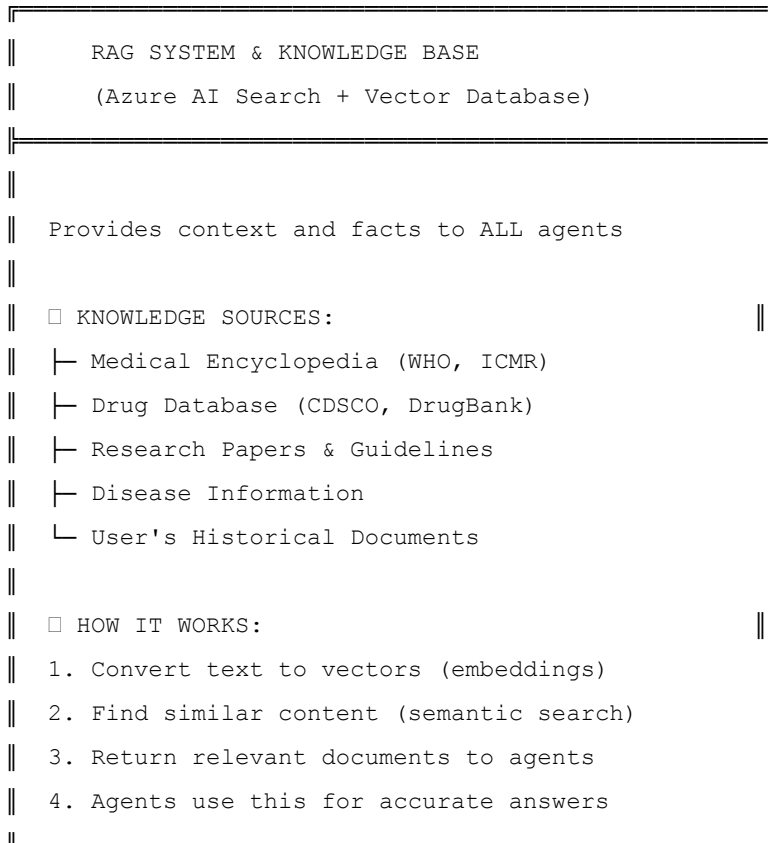 RAG SYSTEM & KNOWLEDGE BASE
(Azure AI Search + Vector Database)
Provides context and facts to ALL agents
□ KNOWLEDGE SOURCES:
├─ Medical Encyclopedia (WHO, ICMR)
├─ Drug Database (CDSCO, DrugBank)
├─ Research Papers & Guidelines
├─ Disease Information
└─ User's Historical Documents
□ HOW IT WORKS:
1. Convert text to vectors (embeddings)
2. Find similar content (semantic search)
3. Return relevant documents to agents
4. Agents use this for accurate answers